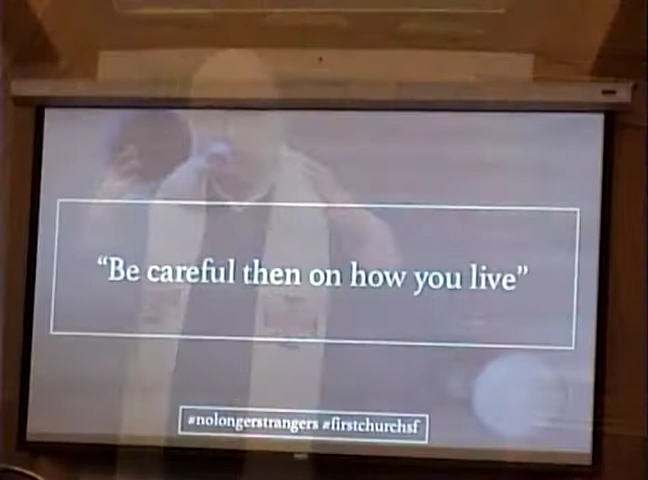 “Be careful then on how you live”
#nolongerstrangers #firstchurchsf